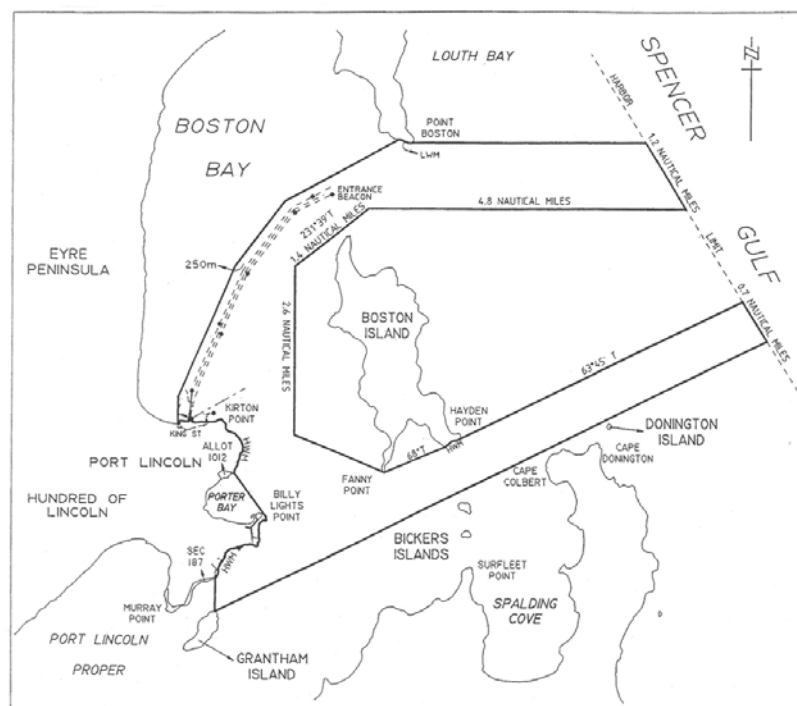 LOUTH BAY
SPENCER
GULF
HARBOR
LIMIT
N
BOSTON
BAY
POINT
BOSTON
LWM
1.2 NAUTICAL MILES
ENTRANCE
BEACON
4.8 NAUTICAL MILES
231°39'T
1.4 NAUTICAL MILES
EYRE
PENINSULA
250m
2.6 NAUTICAL MILES
BOSTON
ISLAND
0.7 NAUTICAL MILES
63°45' T
KIRTON
POINT
KING ST
HAYDEN
POINT
HWM
DONINGTON
ISLAND
ALLOT
1012
HWM
PORT LINCOLN
68°T
FANNY
POINT
CAPE
DONINGTON
CAPE
COLBERT
HUNDRED OF
LINCOLN
PORTER
BAY
BILLY
LIGHTS
POINT
BICKERS
ISLANDS
SEC
187
HWM
SURFLEET
POINT
MURRAY
POINT
SPALDING
COVE
PORT LINCOLN
PROPER
GRANTHAM
ISLAND